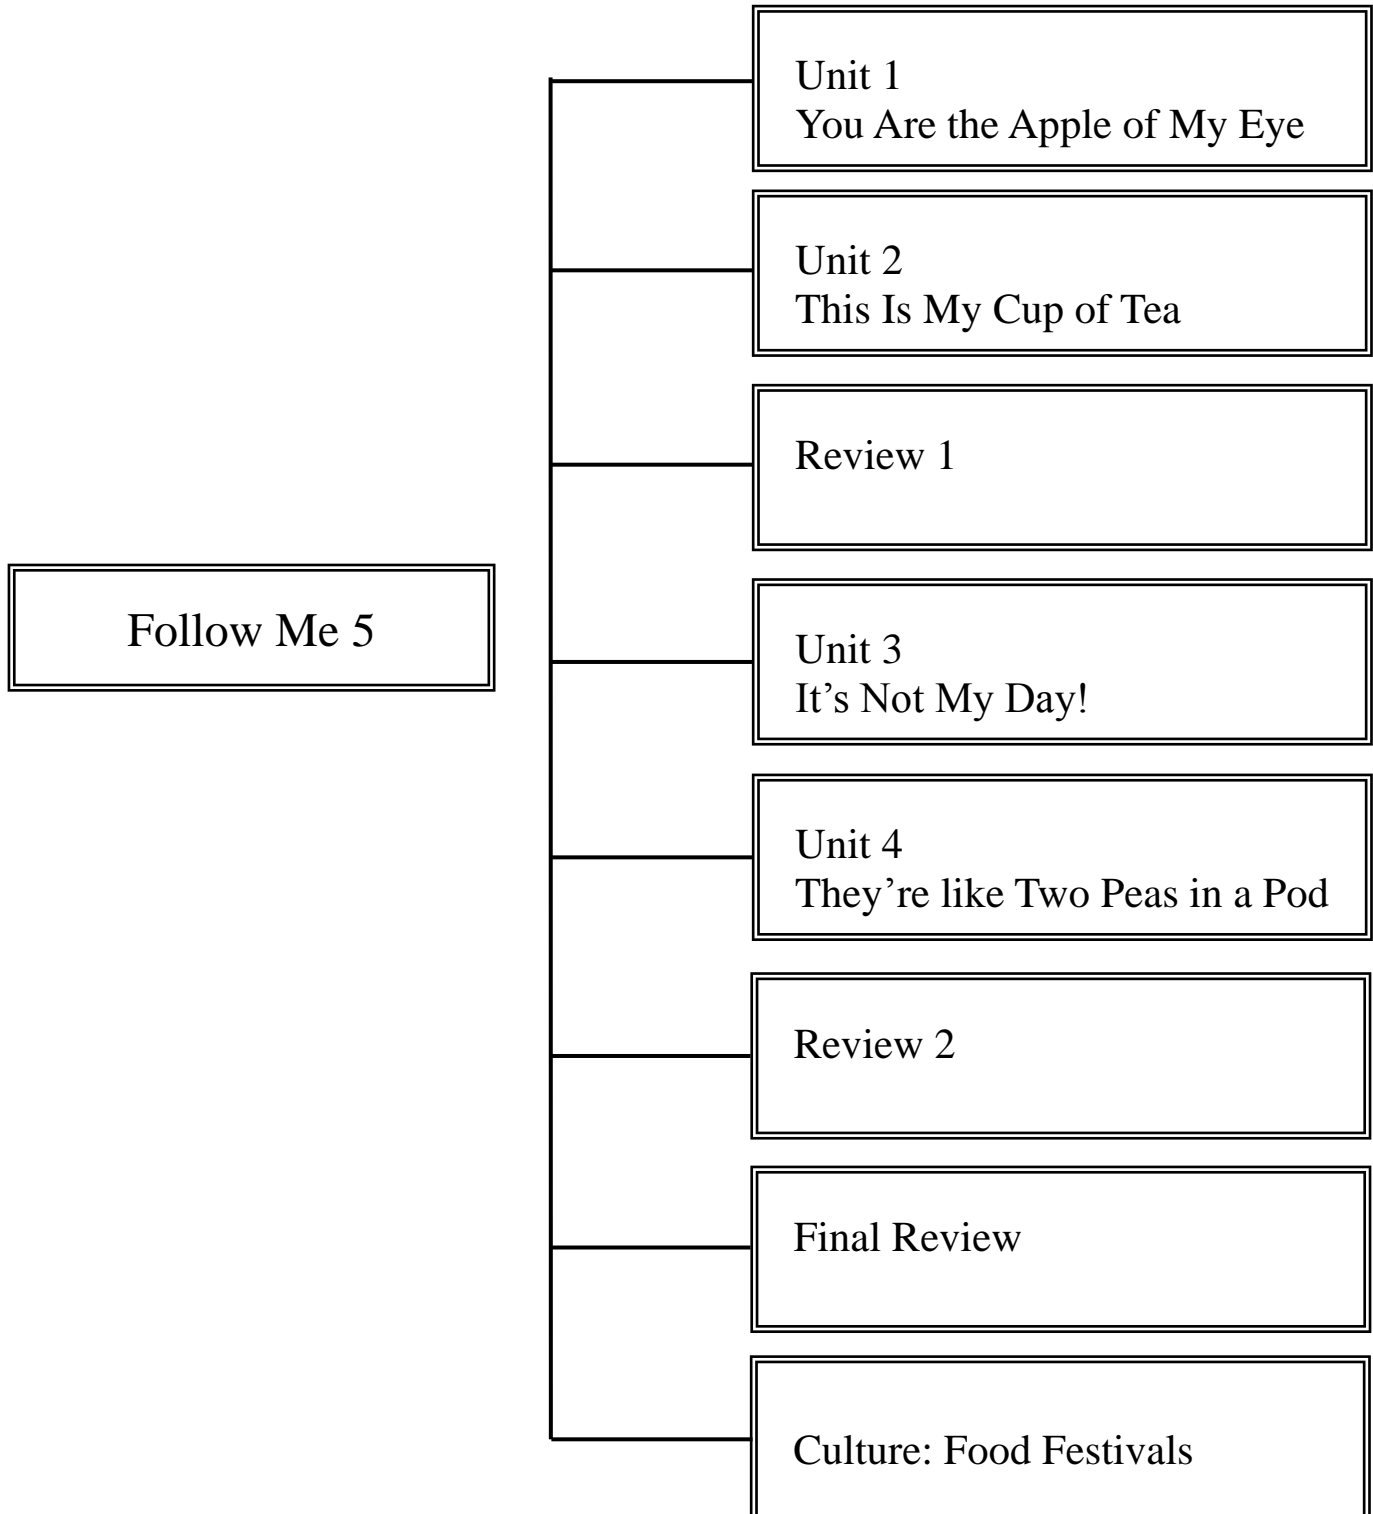 Unit 1
You Are the Apple of My Eye
Unit 2
This Is My Cup of Tea
Review 1
Follow Me 5
Unit 3
It’s Not My Day!
Unit 4
They’re like Two Peas in a Pod
Review 2
Final Review
Culture: Food Festivals